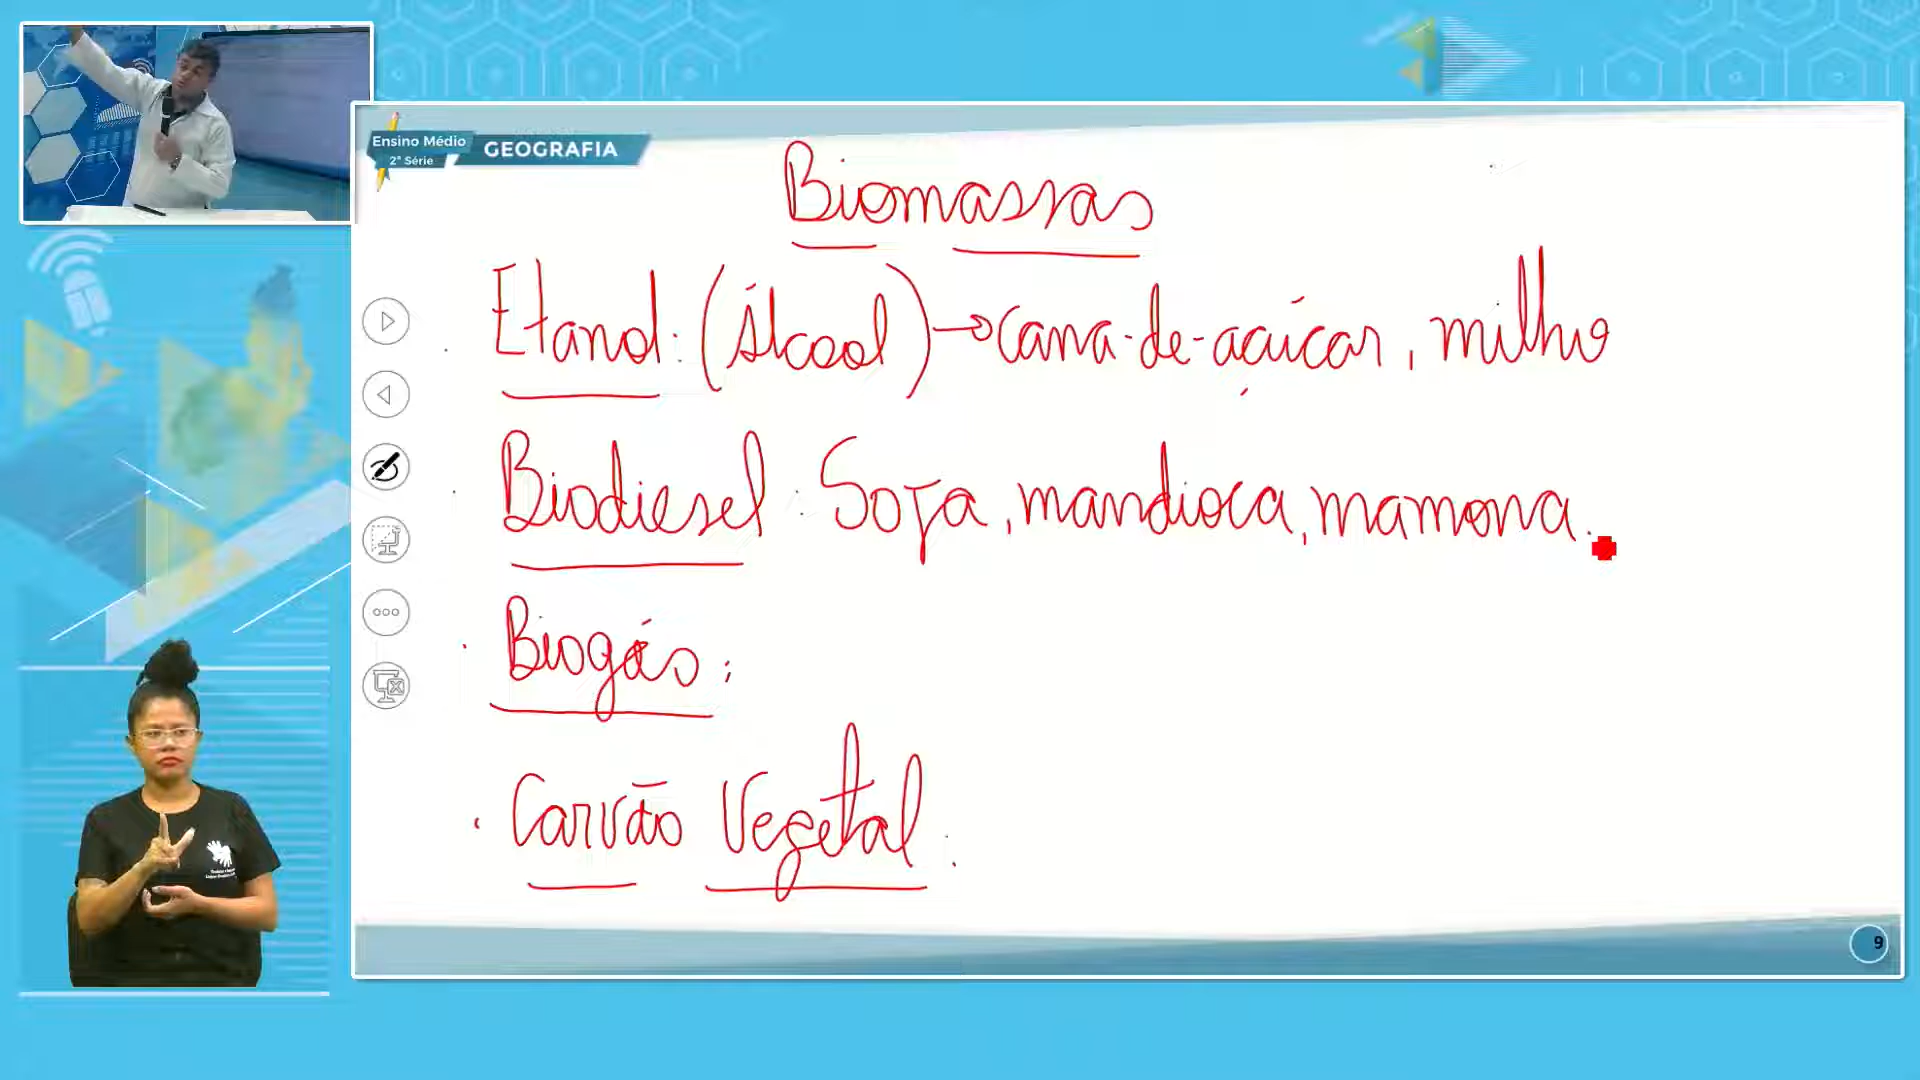 Ensino Médio
2ª Série
GEOGRAFIA
Biomassas
Etanol: (Álcool) → cana-de-açúcar, milho
Biodiesel: Soja, mandioca, mamona.
· Biogás:
· Carvão Vegetal.
9